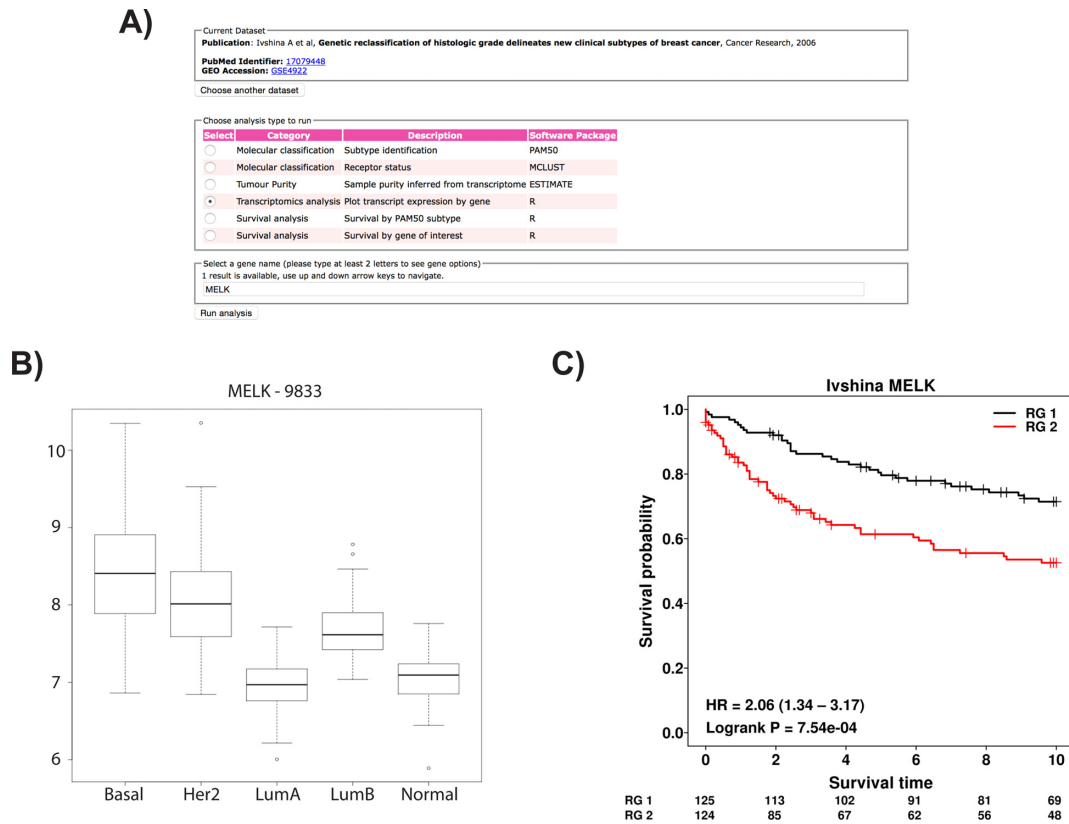 A)
Current Dataset
Publication: Ivshina A et al, Genetic reclassification of histologic grade delineates new clinical subtypes of breast cancer, Cancer Research, 2006
PubMed Identifier: 17079448
GEO Accession: GSE4922
Choose another dataset
Choose analysis type to run
Select Category Description Software Package
Molecular classification Subtype identification PAM50
Molecular classification Receptor status MCLUST
Tumour Purity Sample purity inferred from transcriptome ESTIMATE
Transcriptomics analysis Plot transcript expression by gene R
Survival analysis Survival by PAM50 subtype R
Survival analysis Survival by gene of interest R
Select a gene name (please type at least 2 letters to see gene options)
1 result is available, use up and down arrow keys to navigate.
MELK
Run analysis
B)
MELK - 9833
10
9
8
7
6
Basal Her2 LumA LumB Normal
C)
Ivshina MELK
RG 1
RG 2
Survival probability
1.0
0.8
0.6
0.4
0.2
0.0
HR = 2.06 (1.34 – 3.17)
Logrank P = 7.54e-04
0 2 4 6 8 10
Survival time
RG 1 125 113 102 91 81 69
RG 2 124 85 67 62 56 48